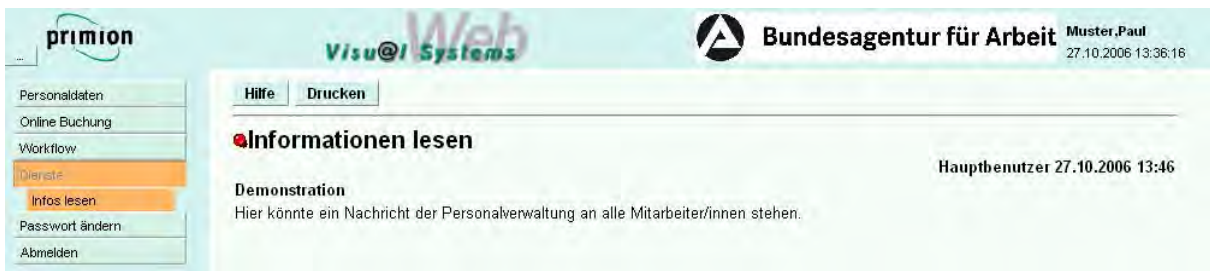 primion
...
Visu@l Systems
Web
Bundesagentur für Arbeit
Muster,Paul
27.10.2006 13:36:16
Personaldaten
Online Buchung
Workflow
Dienste
Infos lesen
Passwort ändern
Abmelden
Hilfe Drucken
Informationen lesen
Hauptbenutzer 27.10.2006 13:46
Demonstration
Hier könnte ein Nachricht der Personalverwaltung an alle Mitarbeiter/innen stehen.